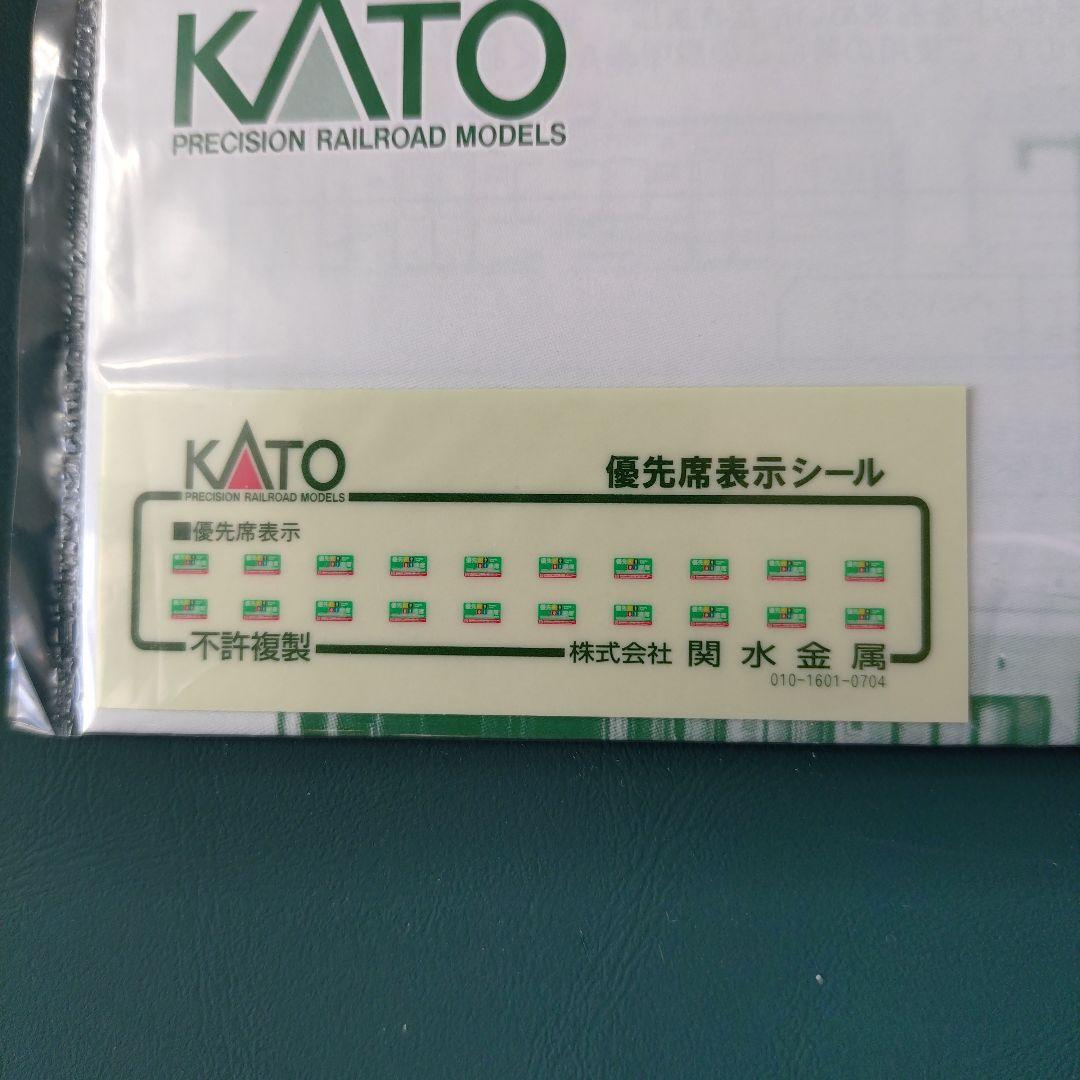 KATO
PRECISION RAILROAD MODELS
KATO
PRECISION RAILROAD MODELS
優先席表示シール
■優先席表示
不許複製
株式会社 関水金属
010-1601-0704